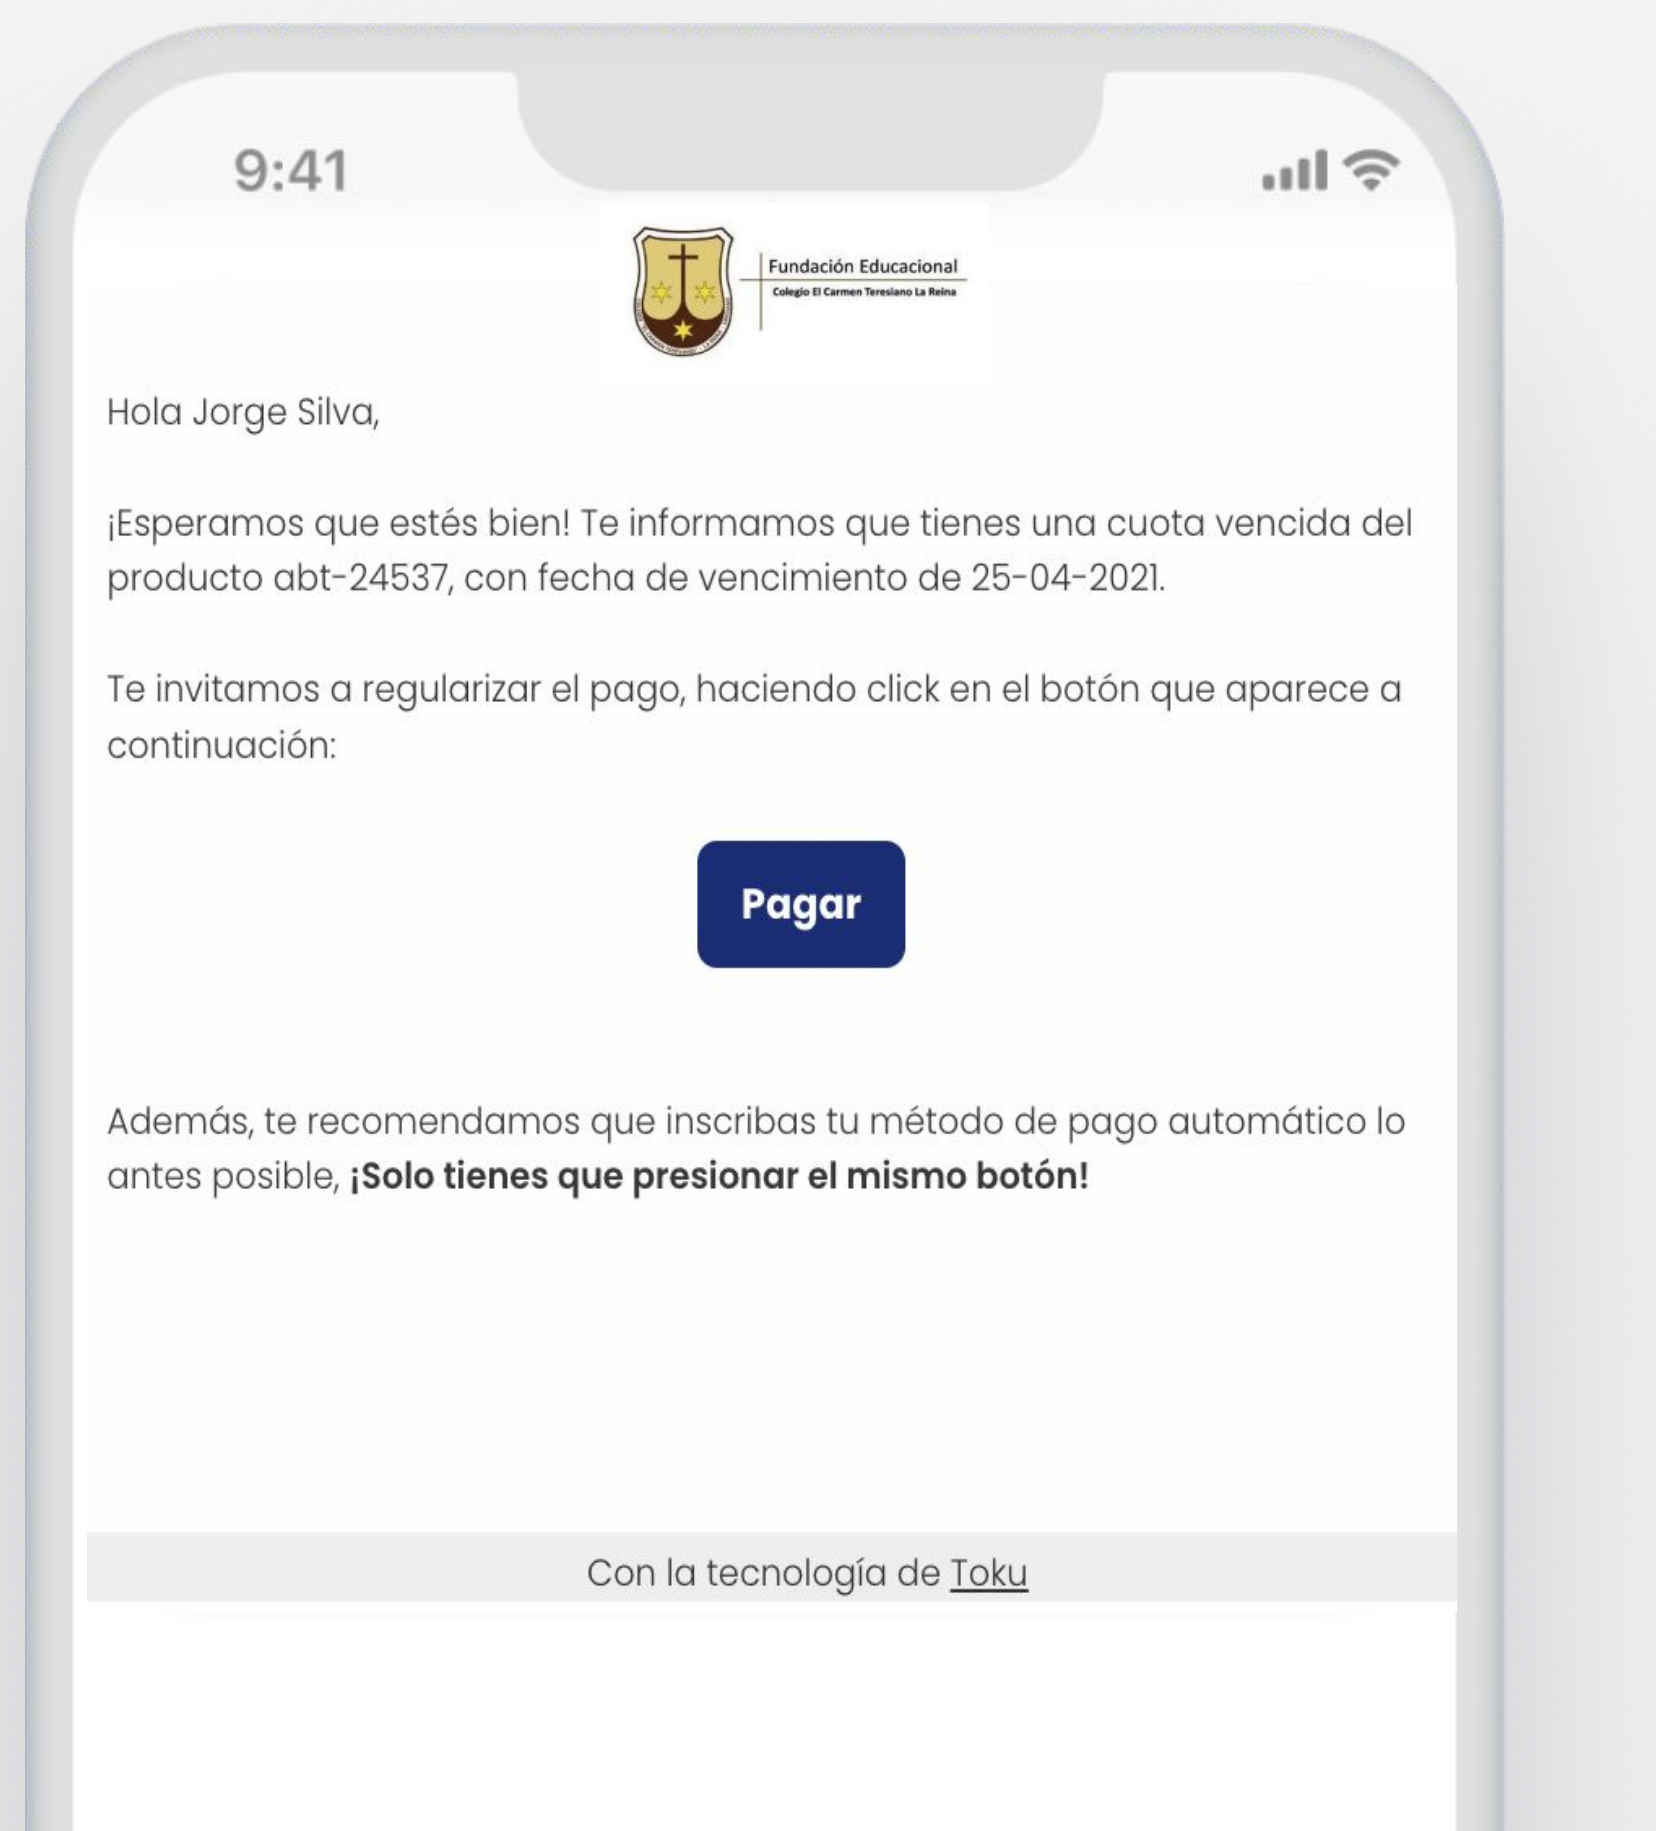 9:41
Fundación Educacional
Colegio El Carmen Teresiano La Reina
Hola Jorge Silva,
¡Esperamos que estés bien! Te informamos que tienes una cuota vencida del
producto abt-24537, con fecha de vencimiento de 25-04-2021.
Te invitamos a regularizar el pago, haciendo click en el botón que aparece a
continuación:
Pagar
Además, te recomendamos que inscribas tu método de pago automático lo
antes posible, ¡Solo tienes que presionar el mismo botón!
Con la tecnología de Toku